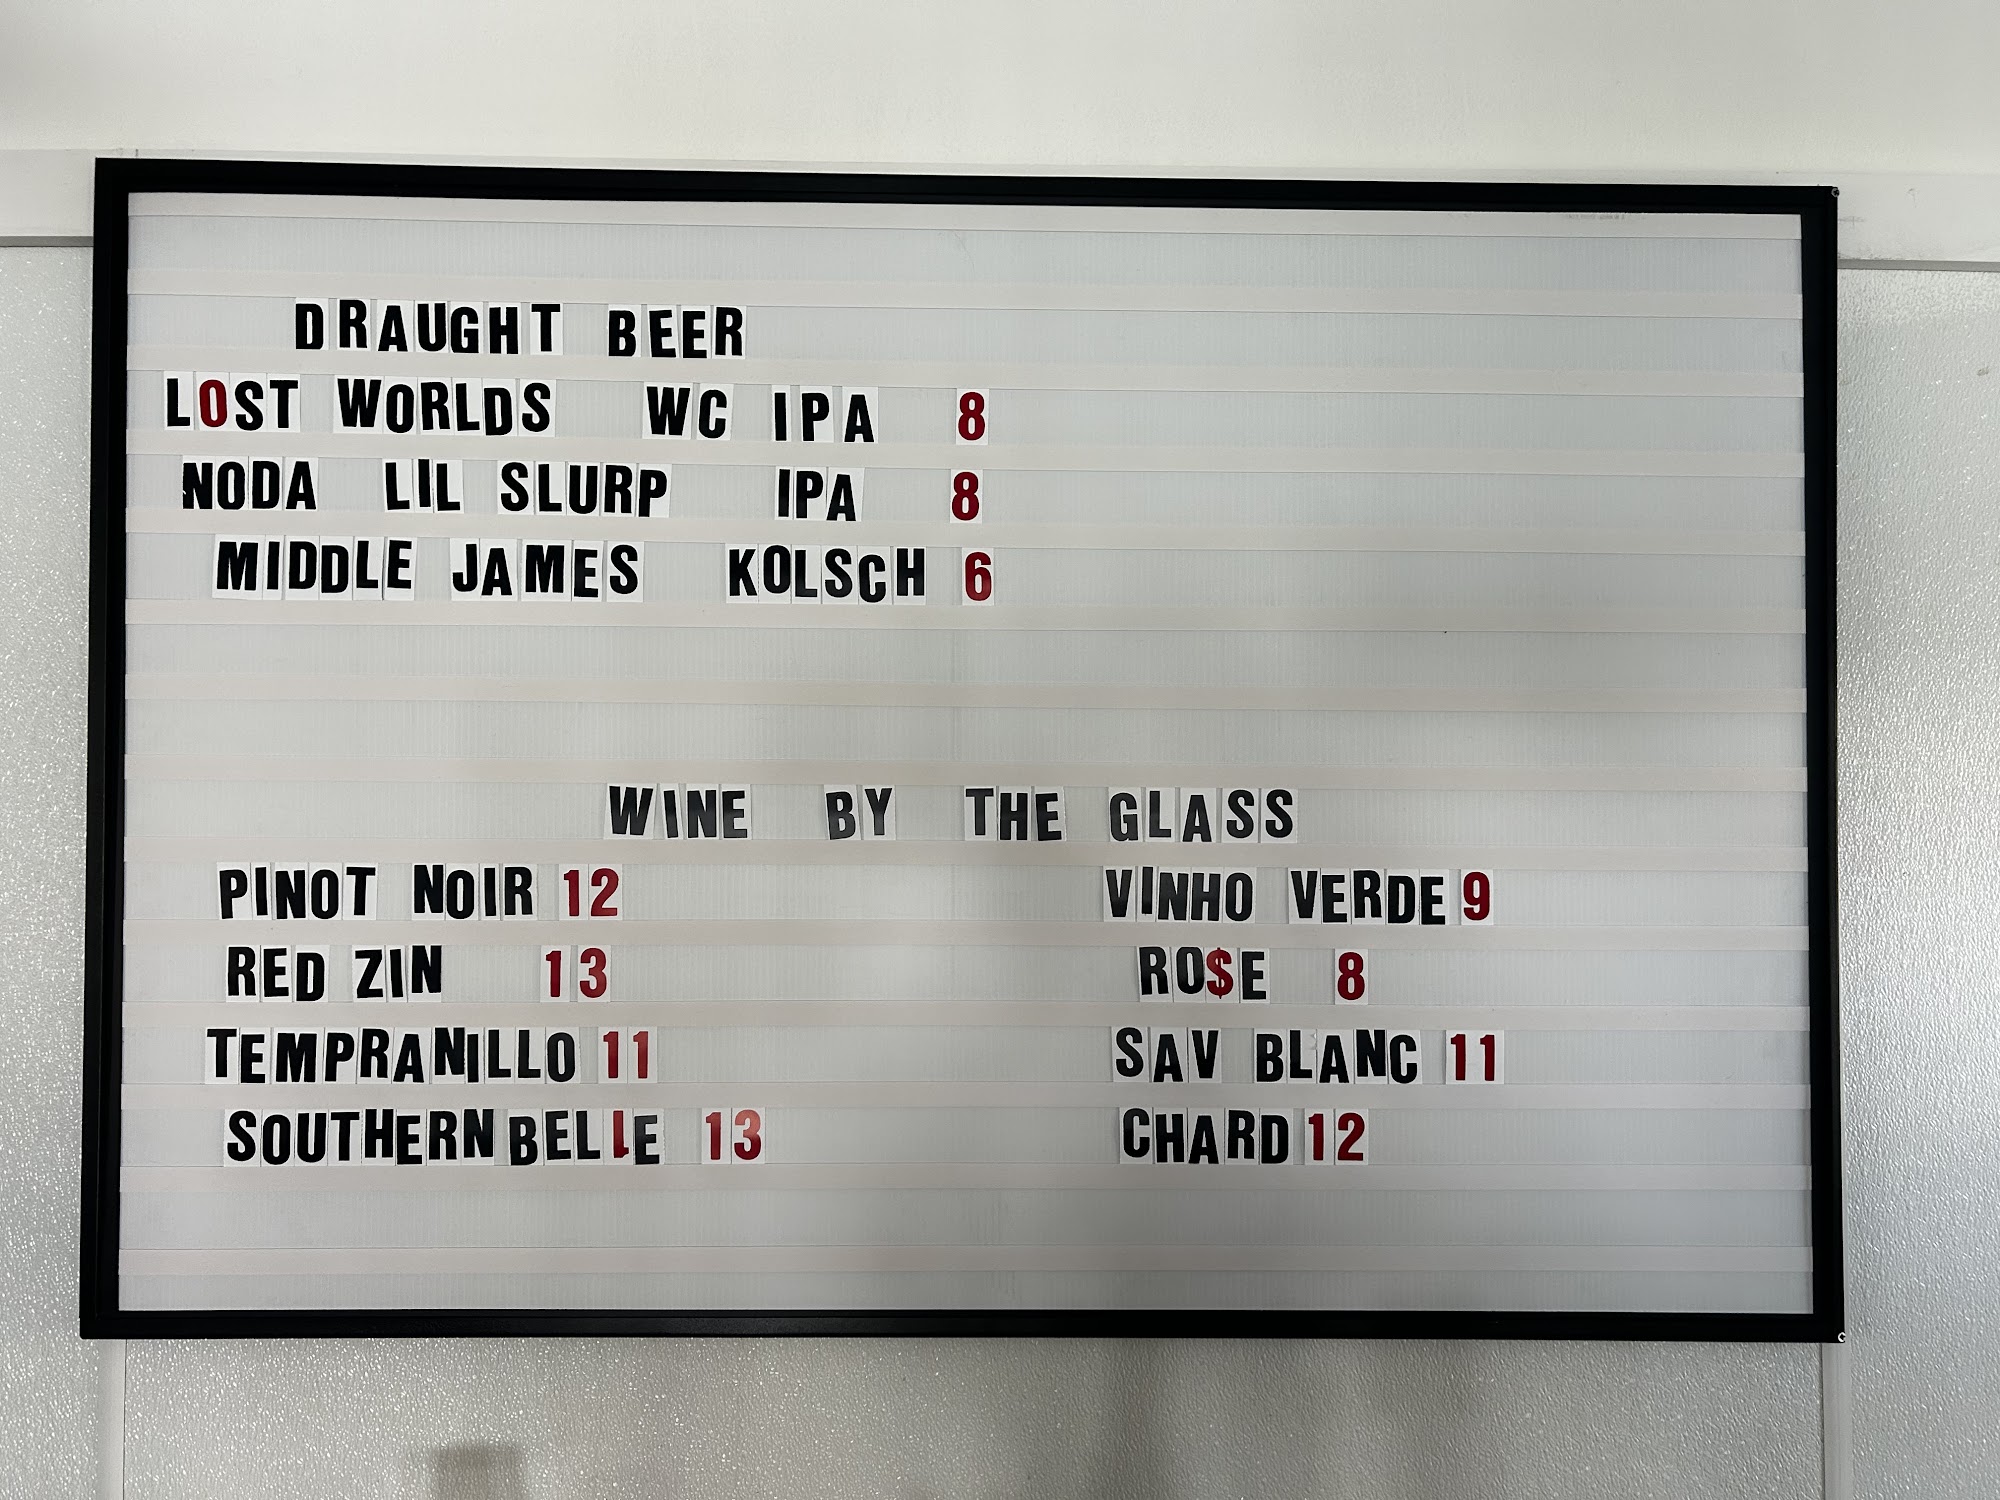 DRAUGHT BEER
LOST WORLDS WC IPA 8
NODA LIL SLURP IPA 8
MIDDLE JAMES KOLSCH 6
WINE BY THE GLASS
PINOT NOIR 12 VINHO VERDE 9
RED ZIN 13 RO$E 8
TEMPRANILLO 11 SAV BLANC 11
SOUTHERN BELLE 13 CHARD 12